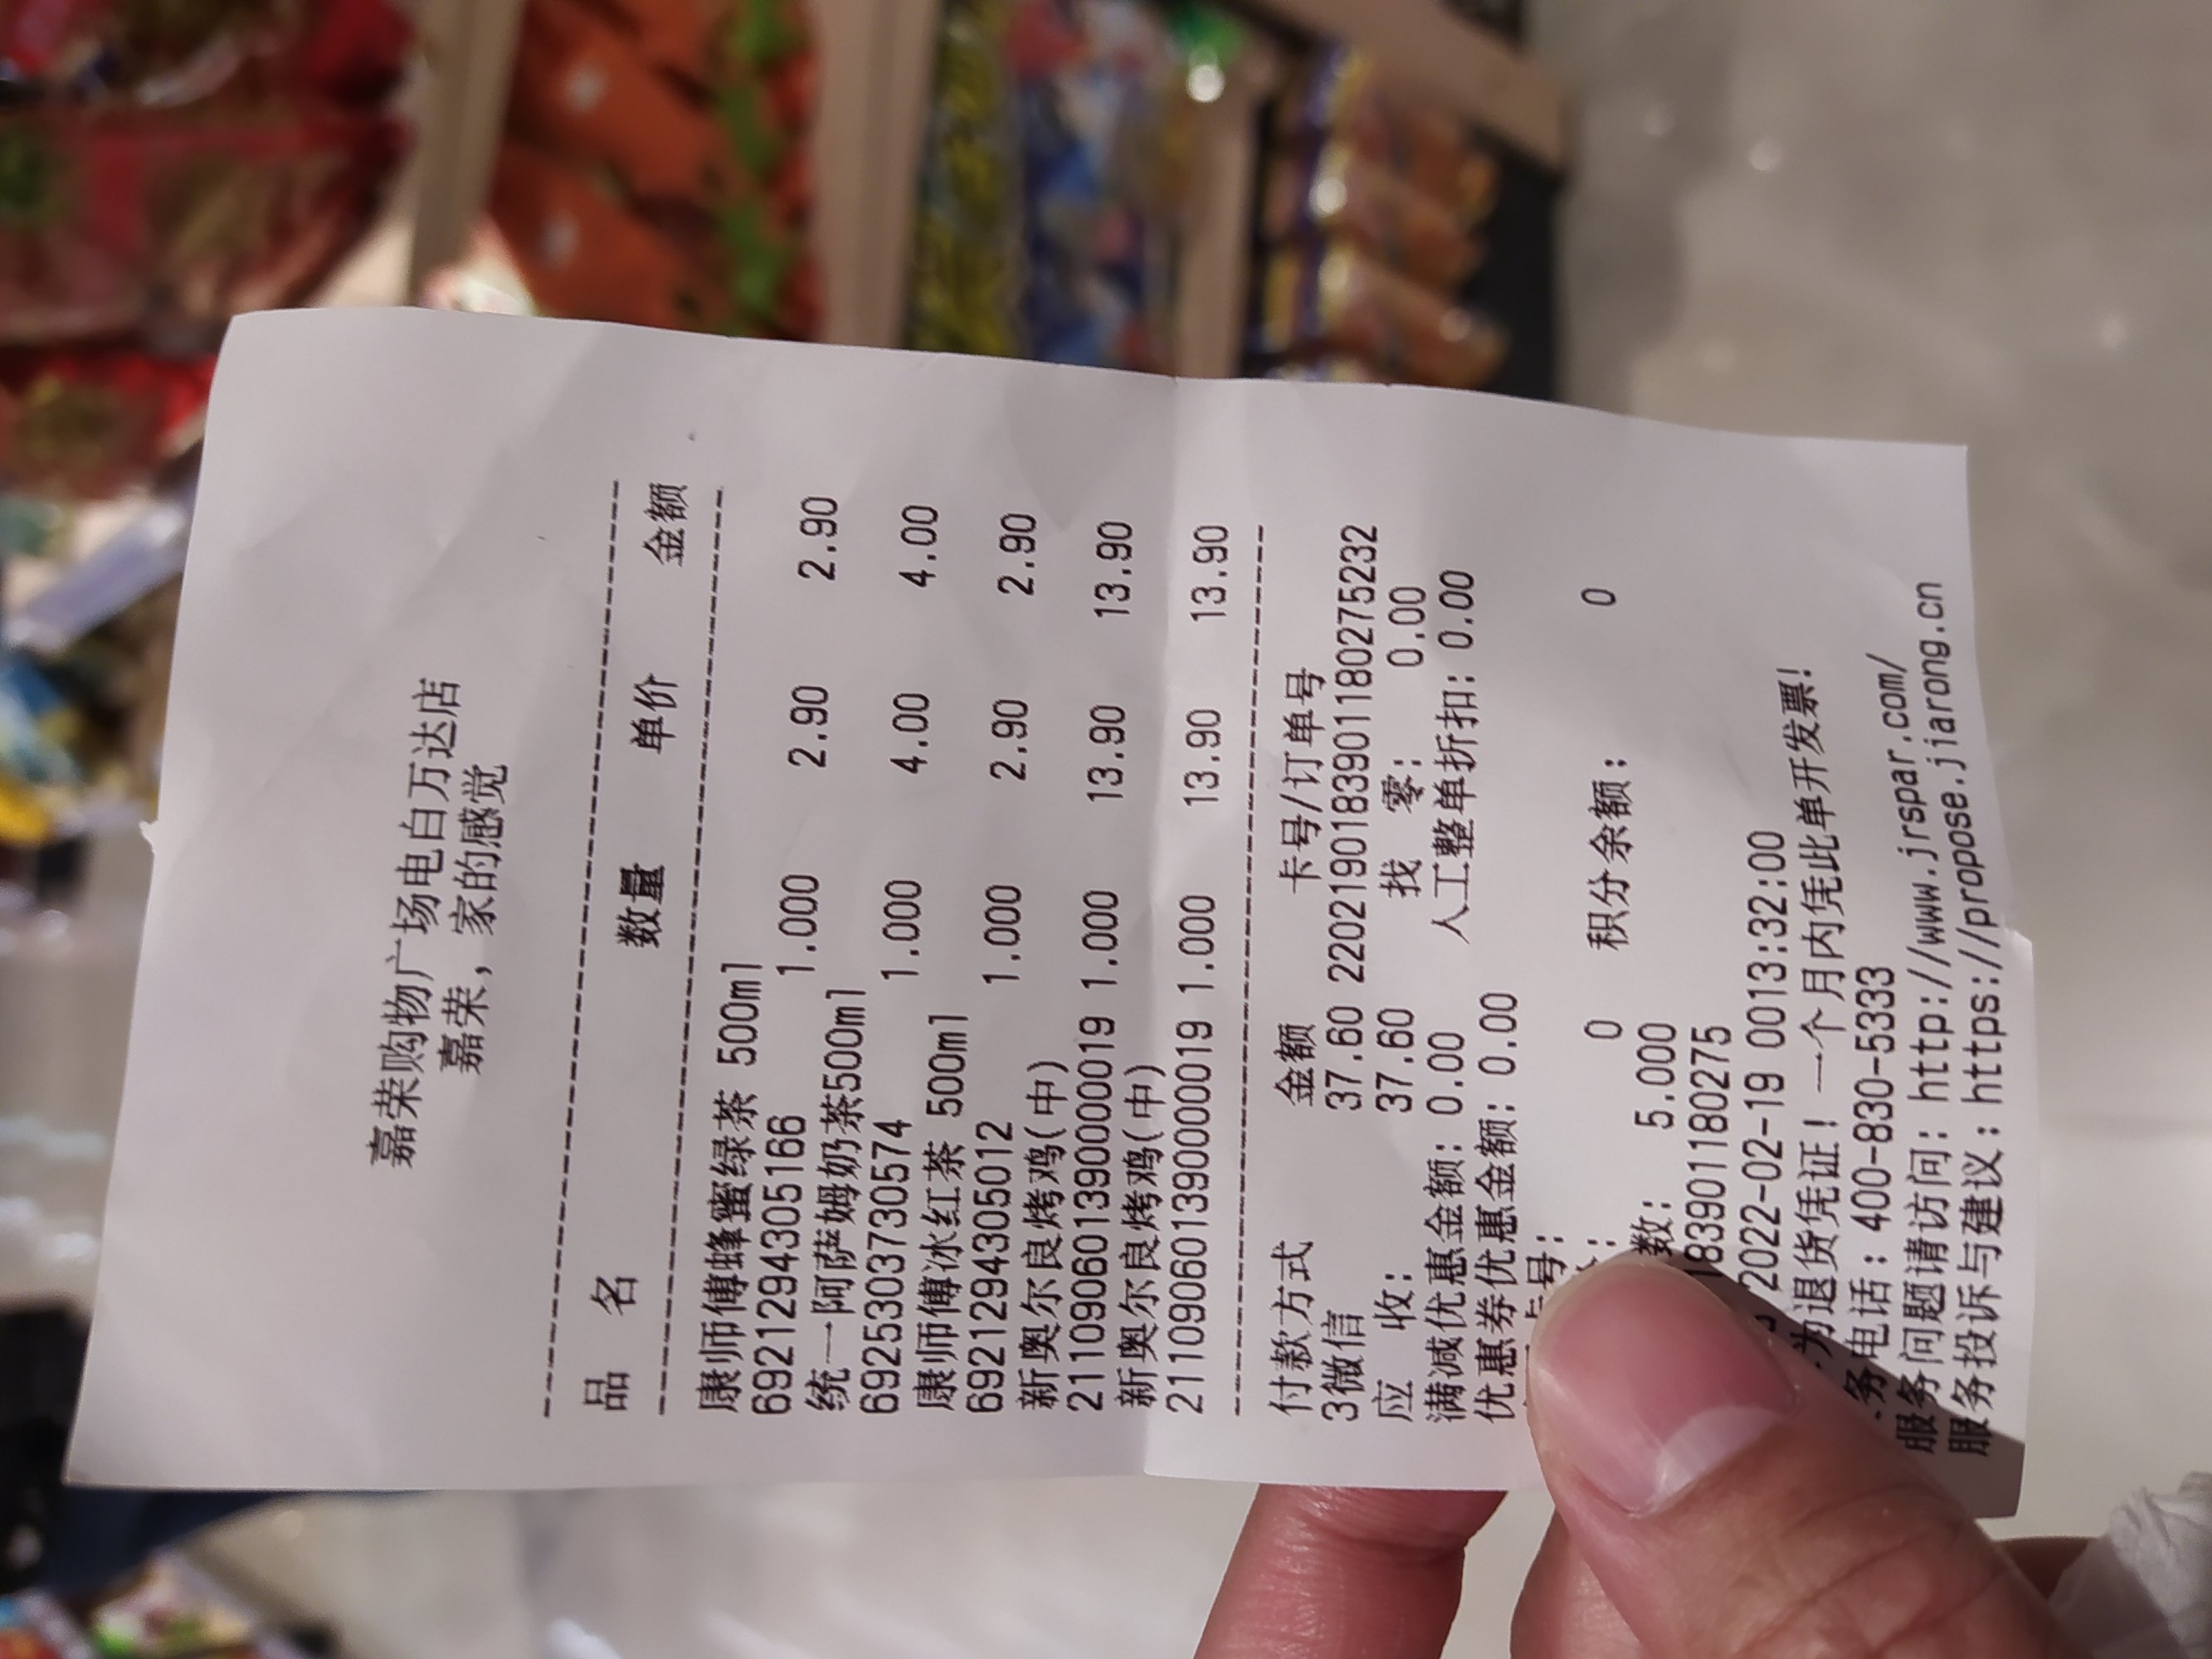 嘉荣购物广场电白万达店
嘉荣，家的感觉
品 名 数量 单价 金额
康师傅蜂蜜绿茶 500ml
6921294305166 1.000 2.90 2.90
统一阿萨姆奶茶500ml
6925303730574 1.000 4.00 4.00
康师傅冰红茶 500ml
6921294305012 1.000 2.90 2.90
新奥尔良烤鸡(中)
211090601390000019 1.000 13.90 13.90
新奥尔良烤鸡(中)
211090601390000019 1.000 13.90 13.90
付款方式 金额 卡号/订单号
3微信 37.60 2202190183901180275232
应 收: 37.60 找 零: 0.00
满减优惠金额: 0.00 人工整单折扣: 0.00
优惠券优惠金额: 0.00
卡号:
: 0 积分余额: 0
数: 5.000
183901180275
2022-02-19 0013:32:00
为退货凭证! 一个月内凭此单开发票!
务电话: 400-830-5333
服务问题请访问: http://www.jrspar.com/
服务投诉与建议: https://propose.jiarong.cn